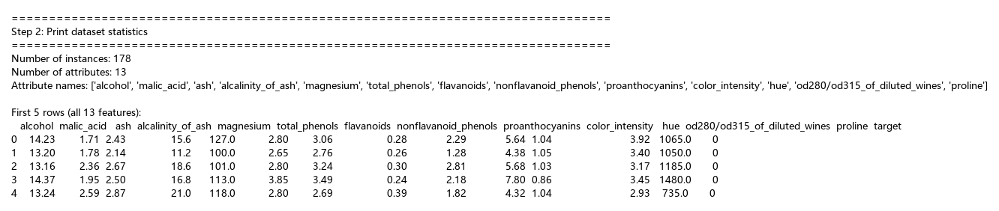 ================================================================================
Step 2: Print dataset statistics
================================================================================
Number of instances: 178
Number of attributes: 13
Attribute names: ['alcohol', 'malic_acid', 'ash', 'alcalinity_of_ash', 'magnesium', 'total_phenols', 'flavanoids', 'nonflavanoid_phenols', 'proanthocyanins', 'color_intensity', 'hue', 'od280/od315_of_diluted_wines', 'proline']
First 5 rows (all 13 features):
alcohol malic_acid ash alcalinity_of_ash magnesium total_phenols flavanoids nonflavanoid_phenols proanthocyanins color_intensity hue od280/od315_of_diluted_wines proline target
0 14.23 1.71 2.43 15.6 127.0 2.80 3.06 0.28 2.29 5.64 1.04 3.92 1065.0 0
1 13.20 1.78 2.14 11.2 100.0 2.65 2.76 0.26 1.28 4.38 1.05 3.40 1050.0 0
2 13.16 2.36 2.67 18.6 101.0 2.80 3.24 0.30 2.81 5.68 1.03 3.17 1185.0 0
3 14.37 1.95 2.50 16.8 113.0 3.85 3.49 0.24 2.18 7.80 0.86 3.45 1480.0 0
4 13.24 2.59 2.87 21.0 118.0 2.80 2.69 0.39 1.82 4.32 1.04 2.93 735.0 0